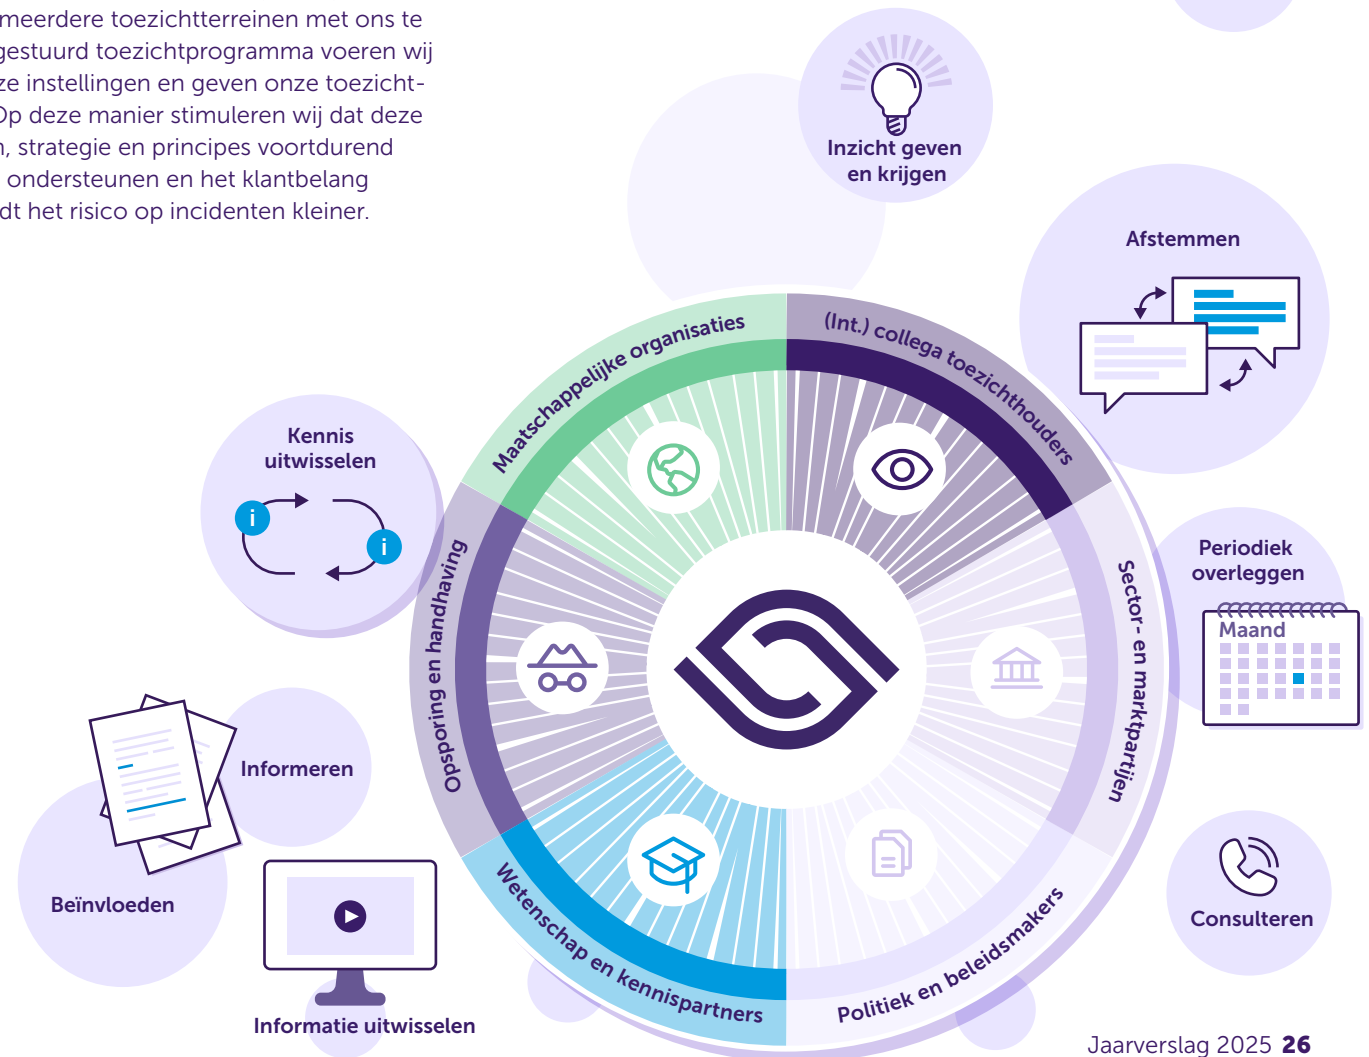 meerdere toezichtterreinen met ons te
gestuurd toezichtprogramma voeren wij
ze instellingen en geven onze toezicht-
Op deze manier stimuleren wij dat deze
n, strategie en principes voortdurend
ondersteunen en het klantbelang
dt het risico op incidenten kleiner.
Inzicht geven
en krijgen
Afstemmen
Maatschappelijke organisaties
(Int.) collega toezichthouders
Kennis
uitwisselen
i
i
Periodiek
overleggen
Maand
Opsporing en handhaving
Sector- en marktpartijen
Informeren
Beïnvloeden
Consulteren
Wetenschap en kennispartners
Politiek en beleidsmakers
Informatie uitwisselen
Jaarverslag 2025 26